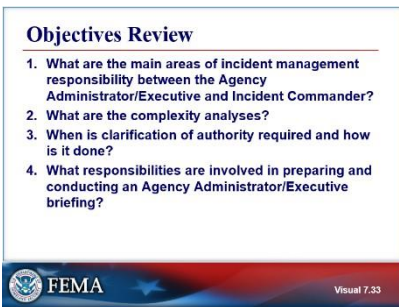 Objectives Review
1. What are the main areas of incident management
responsibility between the Agency
Administrator/Executive and Incident Commander?
2. What are the complexity analyses?
3. When is clarification of authority required and how
is it done?
4. What responsibilities are involved in preparing and
conducting an Agency Administrator/Executive
briefing?
FEMA
Visual 7.33